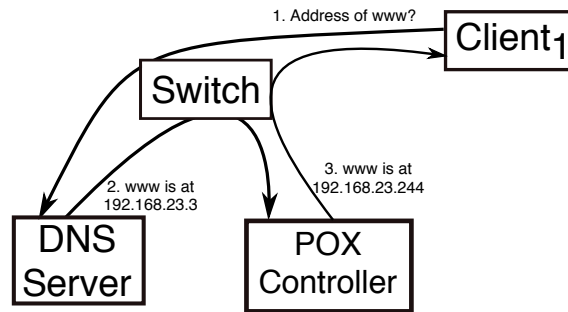 1. Address of www?
Client1
Switch
2. www is at
192.168.23.3
3. www is at
192.168.23.244
DNS
Server
POX
Controller